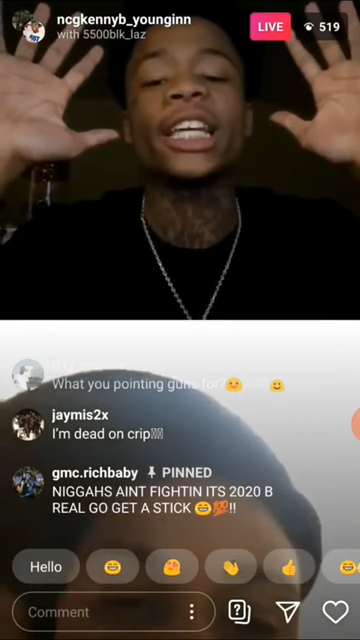 ncgkennyb_younginn
with 5500blk_laz
LIVE
519
What you pointing guns for?😕 😊
jaymis2x
I'm dead on crip
gmc.richbaby PINNED
NIGGAHS AINT FIGHTIN ITS 2020 B
REAL GO GET A STICK 😂💯!!
Hello
Comment